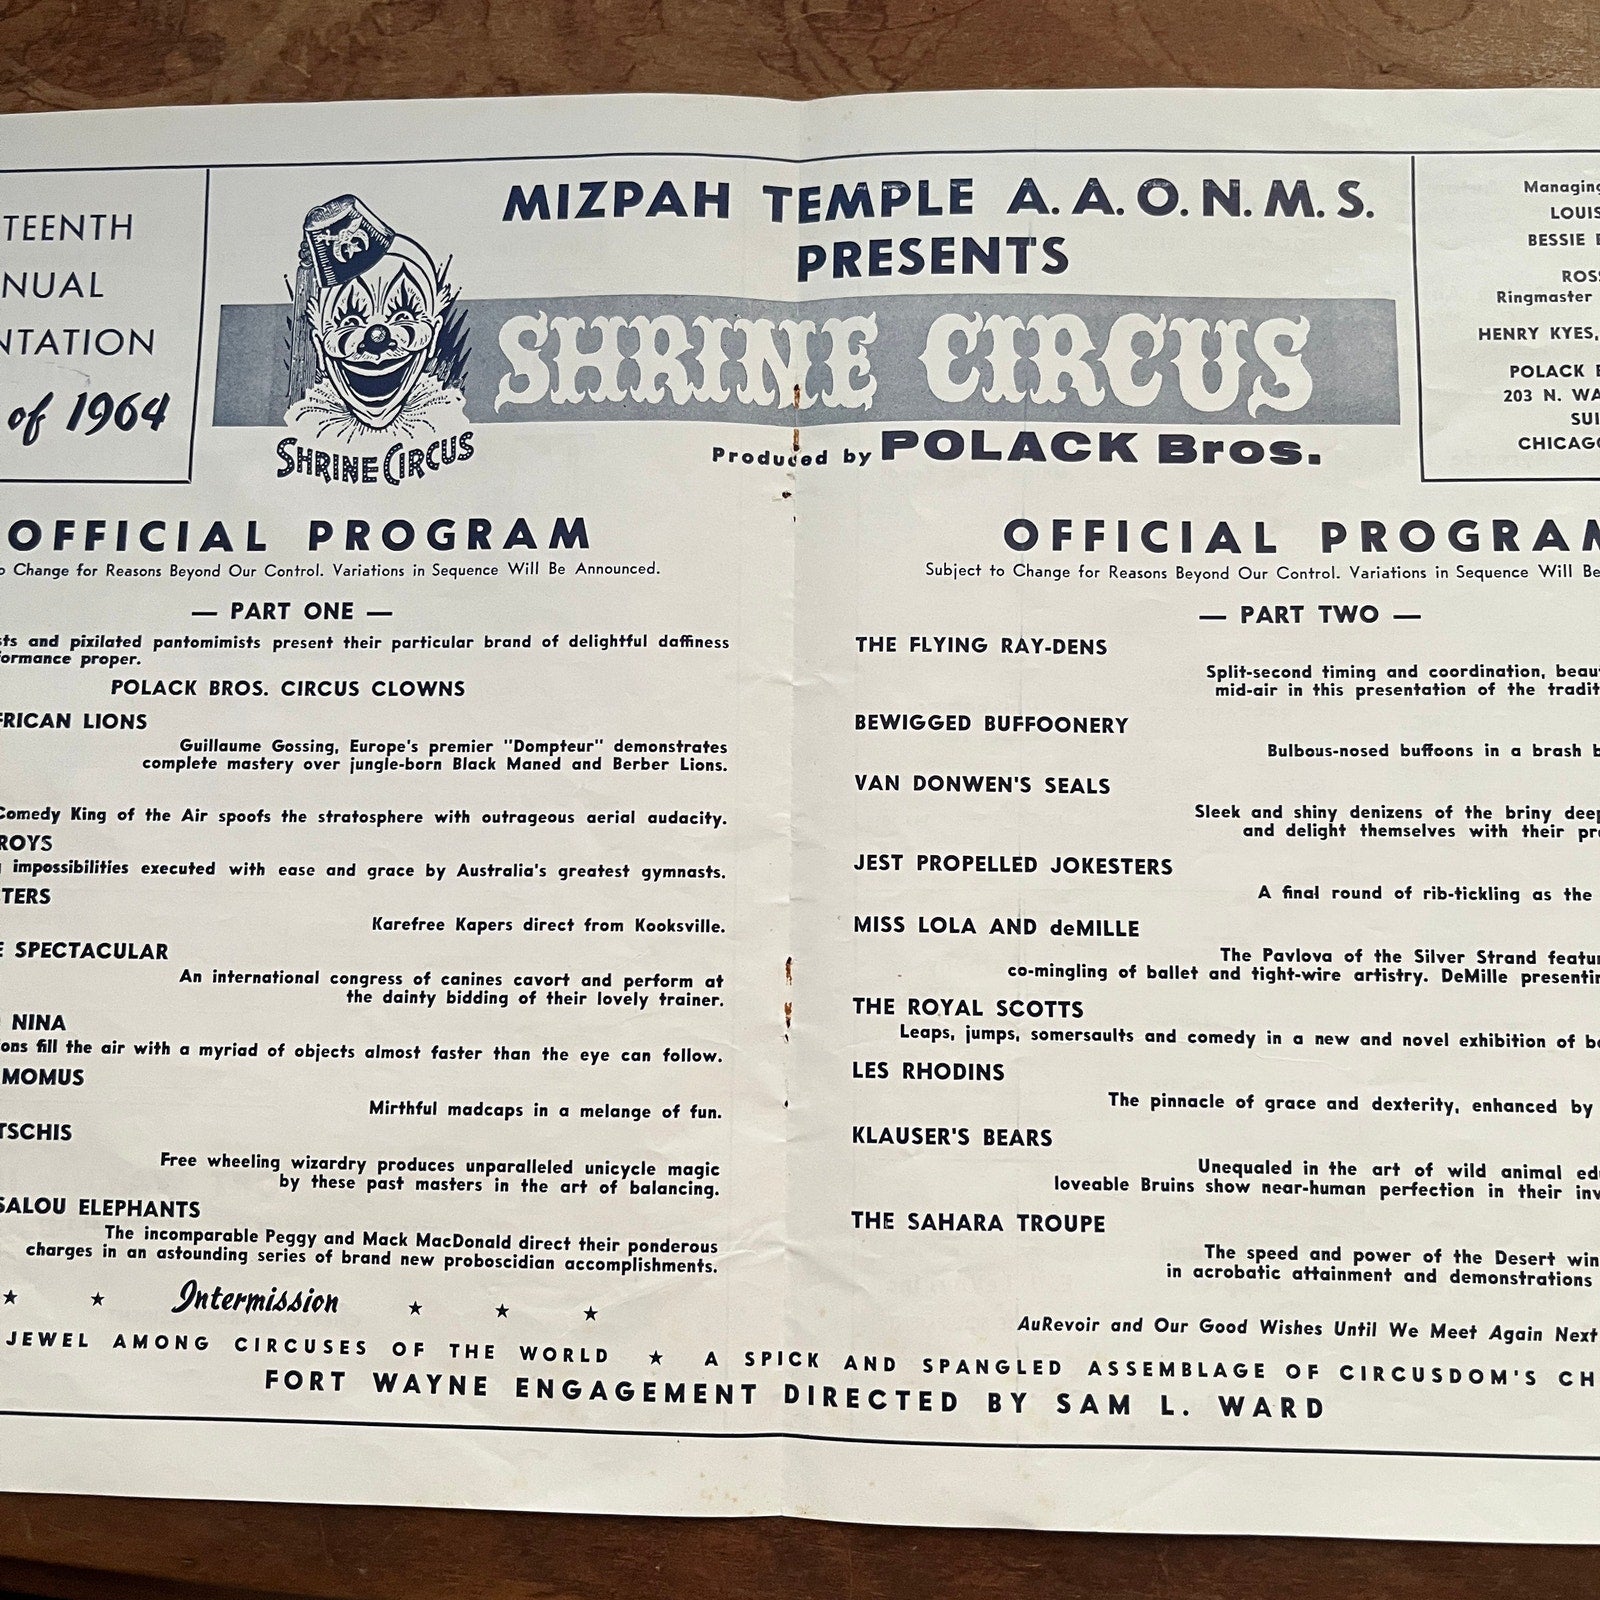 TEENTH
NUAL
NTATION
of 1964
SHRINE CIRCUS
MIZPAH TEMPLE A. A. O. N. M. S.
PRESENTS
SHRINE CIRCUS
Produced by POLACK Bros.
Managing
LOUIS
BESSIE
ROSS
Ringmaster
HENRY KYES,
POLACK
203 N. WA
SUI
CHICAGO
OFFICIAL PROGRAM
o Change for Reasons Beyond Our Control. Variations in Sequence Will Be Announced.
— PART ONE —
sts and pixilated pantomimists present their particular brand of delightful daffiness
ormance proper.
POLACK BROS. CIRCUS CLOWNS
FRICAN LIONS
Guillaume Gossing, Europe's premier "Dompteur" demonstrates
complete mastery over jungle-born Black Maned and Berber Lions.
Comedy King of the Air spoofs the stratosphere with outrageous aerial audacity.
ROYS
impossibilities executed with ease and grace by Australia's greatest gymnasts.
TERS
Karefree Kapers direct from Kooksville.
E SPECTACULAR
An international congress of canines cavort and perform at
the dainty bidding of their lovely trainer.
NINA
ons fill the air with a myriad of objects almost faster than the eye can follow.
MOMUS
Mirthful madcaps in a melange of fun.
TSCHIS
Free wheeling wizardry produces unparalleled unicycle magic
by these past masters in the art of balancing.
SALOU ELEPHANTS
The incomparable Peggy and Mack MacDonald direct their ponderous
charges in an astounding series of brand new proboscidian accomplishments.
★ ★ Intermission ★ ★ ★
OFFICIAL PROGRAM
Subject to Change for Reasons Beyond Our Control. Variations in Sequence Will Be
— PART TWO —
THE FLYING RAY-DENS
Split-second timing and coordination, beau
mid-air in this presentation of the tradit
BEWIGGED BUFFOONERY
Bulbous-nosed buffoons in a brash b
VAN DONWEN'S SEALS
Sleek and shiny denizens of the briny deep
and delight themselves with their pr
JEST PROPELLED JOKESTERS
A final round of rib-tickling as the
MISS LOLA AND deMILLE
The Pavlova of the Silver Strand featu
co-mingling of ballet and tight-wire artistry. DeMille presentin
THE ROYAL SCOTTS
Leaps, jumps, somersaults and comedy in a new and novel exhibition of b
LES RHODINS
The pinnacle of grace and dexterity, enhanced by
KLAUSER'S BEARS
Unequaled in the art of wild animal ed
loveable Bruins show near-human perfection in their inv
THE SAHARA TROUPE
The speed and power of the Desert win
in acrobatic attainment and demonstrations
AuRevoir and Our Good Wishes Until We Meet Again Next
JEWEL AMONG CIRCUSES OF THE WORLD ★ A SPICK AND SPANGLED ASSEMBLAGE OF CIRCUSDOM'S CH
FORT WAYNE ENGAGEMENT DIRECTED BY SAM L. WARD